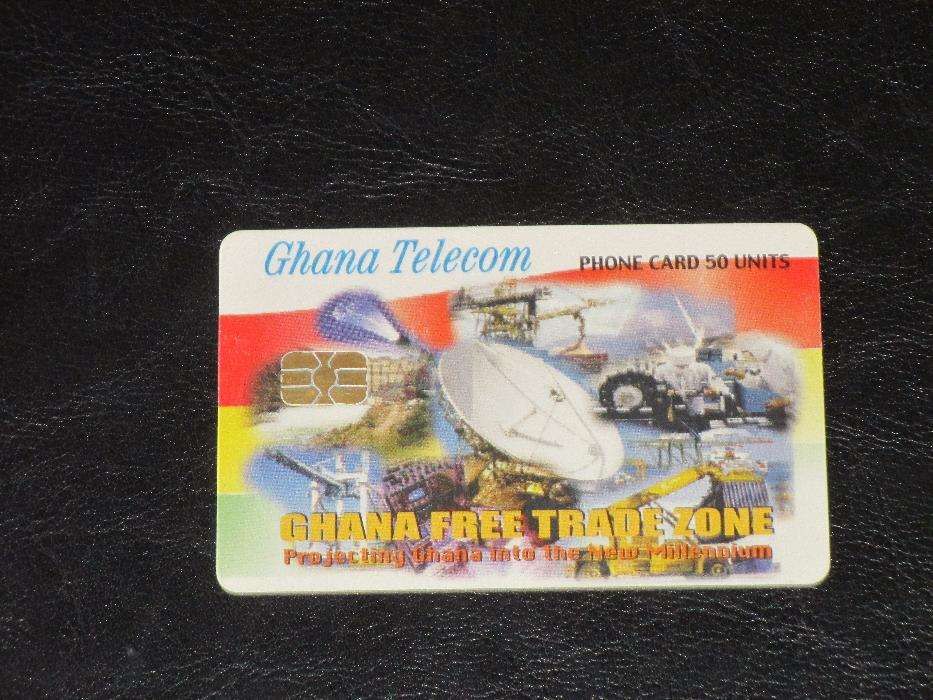 Ghana Telecom
PHONE CARD 50 UNITS
GHANA FREE TRADE ZONE
Projecting Ghana into the New Millennium